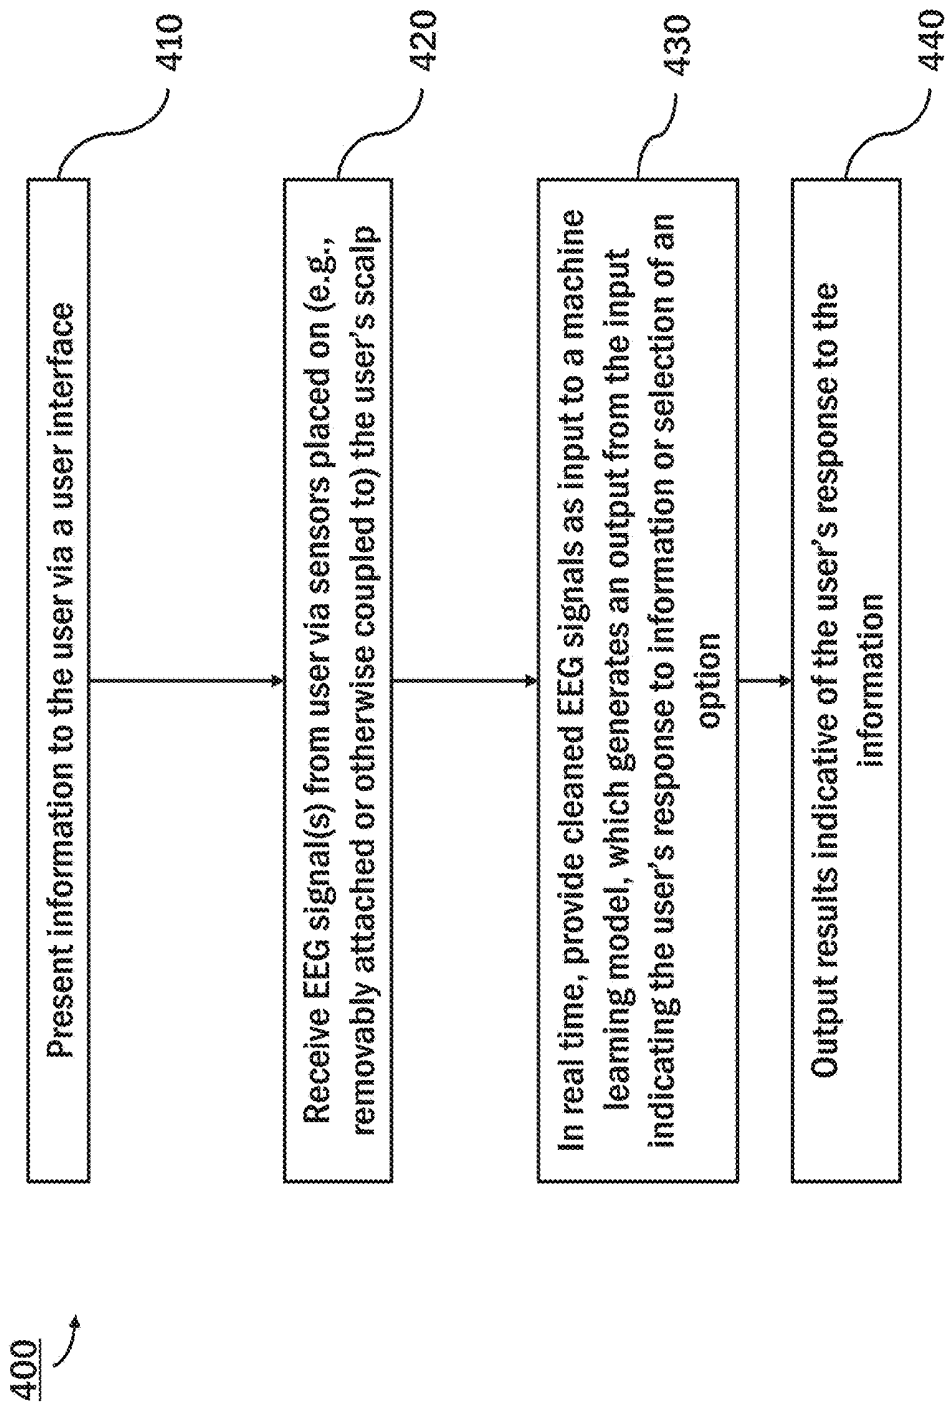 400
Present information to the user via a user interface
410
Receive EEG signal(s) from user via sensors placed on (e.g.,
removably attached or otherwise coupled to) the user's scalp
420
In real time, provide cleaned EEG signals as input to a machine
learning model, which generates an output from the input
indicating the user's response to information or selection of an
option
430
Output results indicative of the user's response to the
information
440